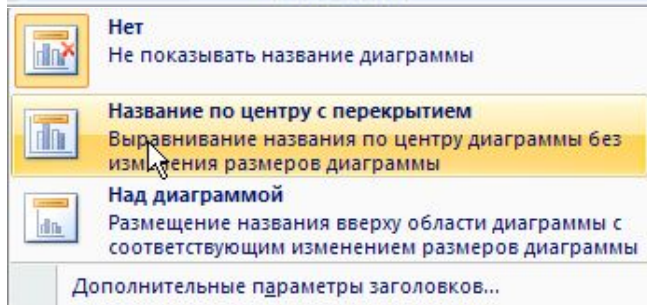 Нет
Не показывать название диаграммы
Название по центру с перекрытием
Выравнивание названия по центру диаграммы без
изменения размеров диаграммы
Над диаграммой
Размещение названия вверху области диаграммы с
соответствующим изменением размеров диаграммы
Дополнительные параметры заголовков...